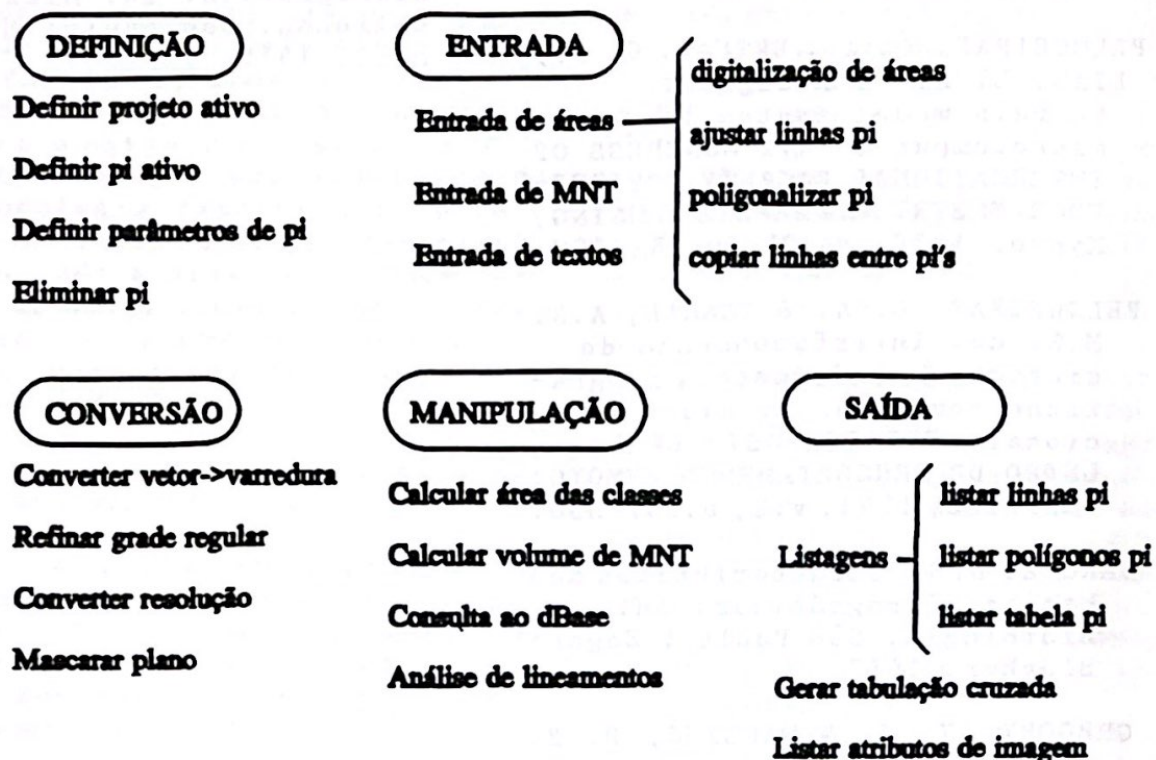 DEFINIÇÃO
Definir projeto ativo
Definir pi ativo
Definir parâmetros de pi
Eliminar pi
ENTRADA
Entrada de áreas
Entrada de MNT
Entrada de textos
digitalização de áreas
ajustar linhas pi
poligonalizar pi
copiar linhas entre pi's
CONVERSÃO
Converter vetor->varredura
Refinar grade regular
Converter resolução
Mascarar plano
MANIPULAÇÃO
Calcular área das classes
Calcular volume de MNT
Consulta ao dBase
Análise de lineamentos
SAÍDA
Listagens
listar linhas pi
listar polígonos pi
listar tabela pi
Gerar tabulação cruzada
Listar atributos de imagem